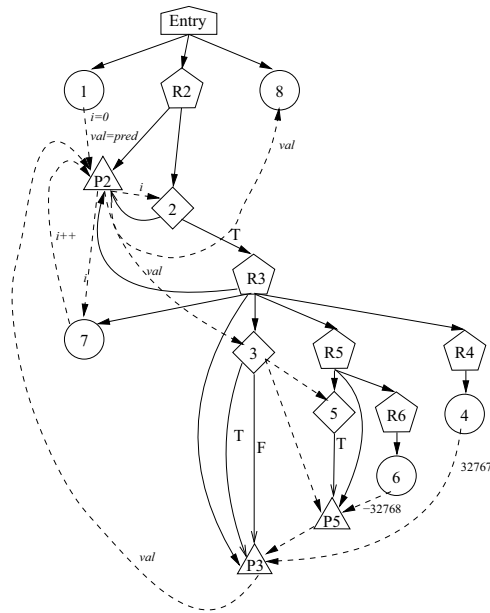 Entry
1
R2
8
i=0
val=pred
val
P2
i
2
T
i++
i
val
R3
7
3
R5
R4
5
R6
4
T
F
T
6
32767
P5
−32768
val
P3